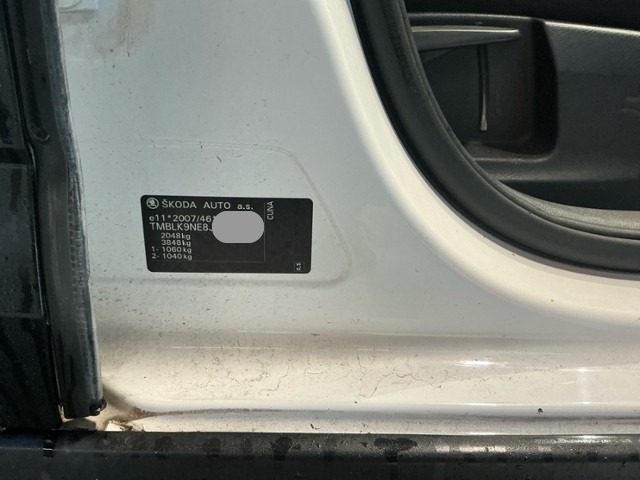 ŠKODA AUTO a.s.
e11*2007/46
TMBLK9NE8
2048kg
3848kg
1- 1060kg
2- 1040kg
CUNA